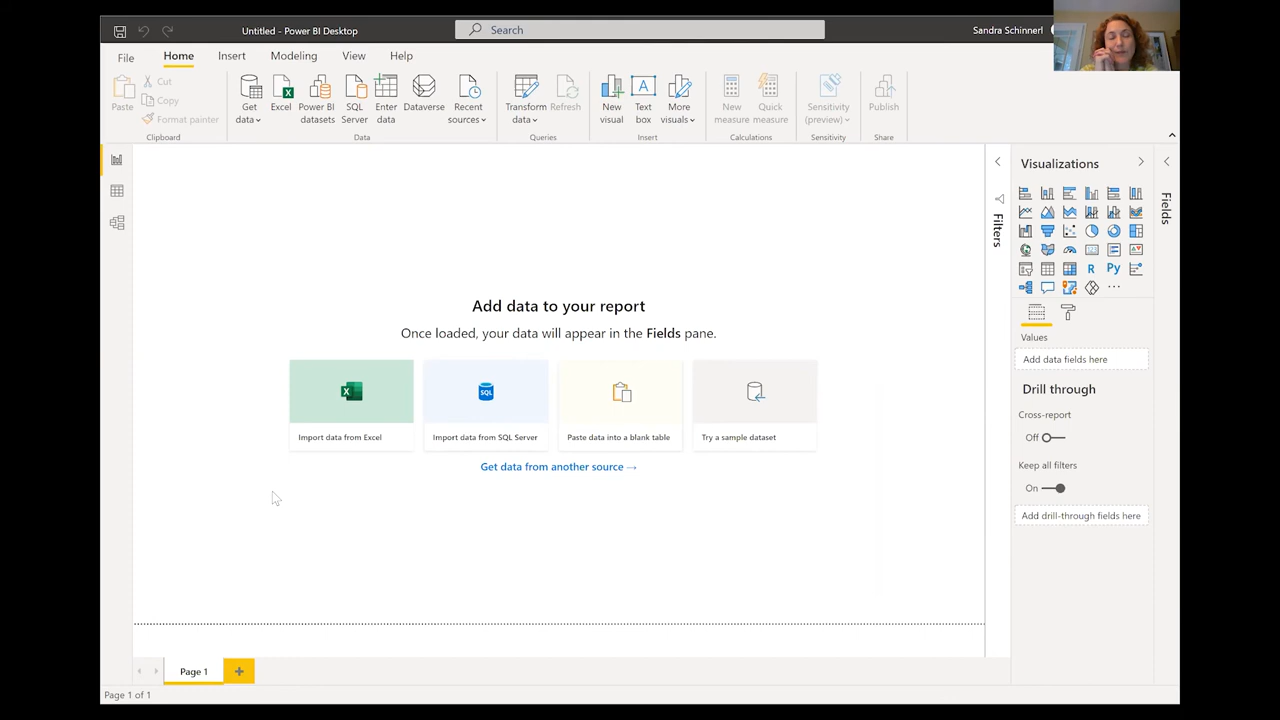 Untitled - Power BI Desktop
Search
Sandra Schinnerl
File Home Insert Modeling View Help
Paste
Cut
Copy
Format painter
Clipboard
Get data
Excel
Power BI datasets
SQL Server
Enter data
Dataverse
Recent sources
Data
Transform data
Refresh
Queries
New visual
Text box
More visuals
Insert
New measure
Quick measure
Calculations
Sensitivity (preview)
Sensitivity
Publish
Share
Add data to your report
Once loaded, your data will appear in the Fields pane.
SQL
Import data from Excel
Import data from SQL Server
Paste data into a blank table
Try a sample dataset
Get data from another source →
Filters
Visualizations
R
Py
Values
Add data fields here
Drill through
Cross-report
Off
Keep all filters
On
Add drill-through fields here
Fields
Page 1
Page 1 of 1